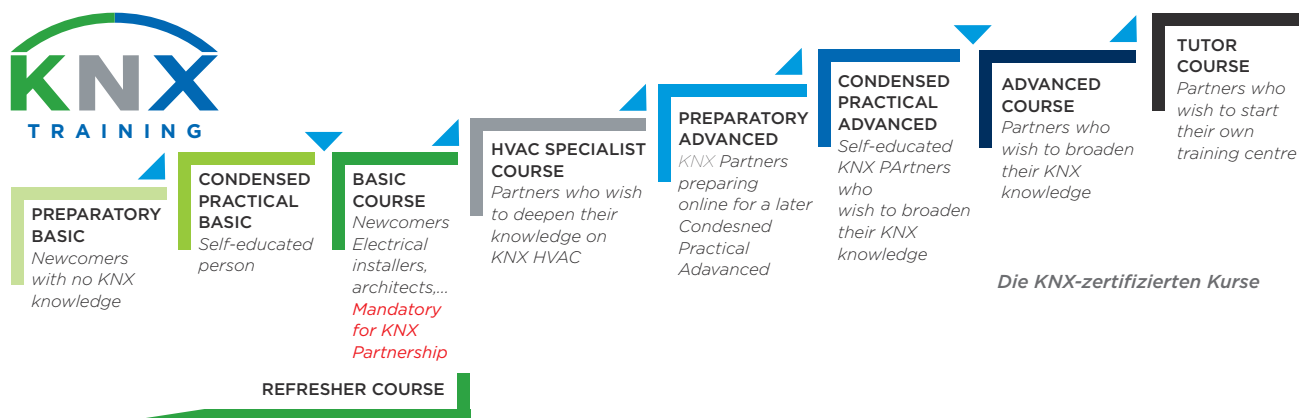 KNX
TRAINING
PREPARATORY
BASIC
Newcomers
with no KNX
knowledge
CONDENSED
PRACTICAL
BASIC
Self-educated
person
BASIC
COURSE
Newcomers
Electrical
installers,
architects,...
Mandatory
for KNX
Partnership
REFRESHER COURSE
HVAC SPECIALIST
COURSE
Partners who wish
to deepen their
knowledge on
KNX HVAC
PREPARATORY
ADVANCED
KNX Partners
preparing
online for a later
Condesned
Practical
Adavanced
CONDENSED
PRACTICAL
ADVANCED
Self-educated
KNX PArtners
who
wish to broaden
their KNX
knowledge
ADVANCED
COURSE
Partners who
wish to broaden
their KNX
knowledge
TUTOR
COURSE
Partners who
wish to start
their own
training centre
Die KNX-zertifizierten Kurse